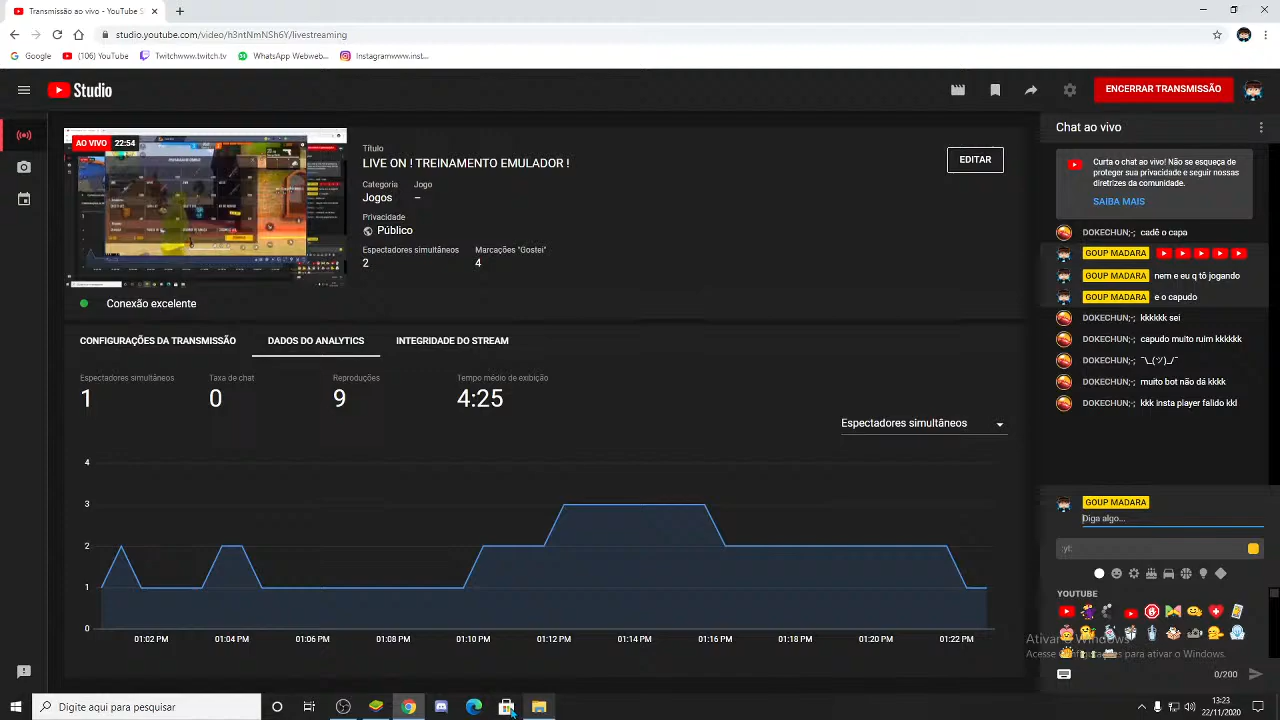 Transmissão ao vivo - YouTube S
studio.youtube.com/video/h3ntNmNSh6Y/livestreaming
Google
(106) YouTube
Twitchwww.twitch.tv
WhatsApp Webweb...
Instagramwww.inst...
Studio
ENCERRAR TRANSMISSÃO
AO VIVO 22:54
Título
LIVE ON ! TREINAMENTO EMULADOR !
EDITAR
Categoria Jogo
Jogos –
Privacidade
Público
Espectadores simultâneos Marcações "Gostei"
2 4
Conexão excelente
CONFIGURAÇÕES DA TRANSMISSÃO
DADOS DO ANALYTICS
INTEGRIDADE DO STREAM
Espectadores simultâneos Taxa de chat Reproduções Tempo médio de exibição
1 0 9 4:25
Espectadores simultâneos
4
3
2
1
0
01:02 PM 01:04 PM 01:06 PM 01:08 PM 01:10 PM 01:12 PM 01:14 PM 01:16 PM 01:18 PM 01:20 PM 01:22 PM
Chat ao vivo
Curta o chat ao vivo! Não se esqueça de
proteger sua privacidade e seguir nossas
regras da comunidade.
SAIBA MAIS
DOKECHUN;-; cadê o capa
GOUP MADARA
GOUP MADARA nem e eu q tô jogando
GOUP MADARA e o capudo
DOKECHUN;-; kkkkkk sei
DOKECHUN;-; capudo muito ruim kkkkkk
DOKECHUN;-; ¯\_(ツ)_/¯
DOKECHUN;-; muito bot não dá kkkk
DOKECHUN;-; kkk insta player falido kkl
GOUP MADARA
Diga algo...
:yt:
YOUTUBE
Ativar o Windows
Acesse Configurações para ativar o Windows.
0/200
Digite aqui para pesquisar
13:23
22/11/2020